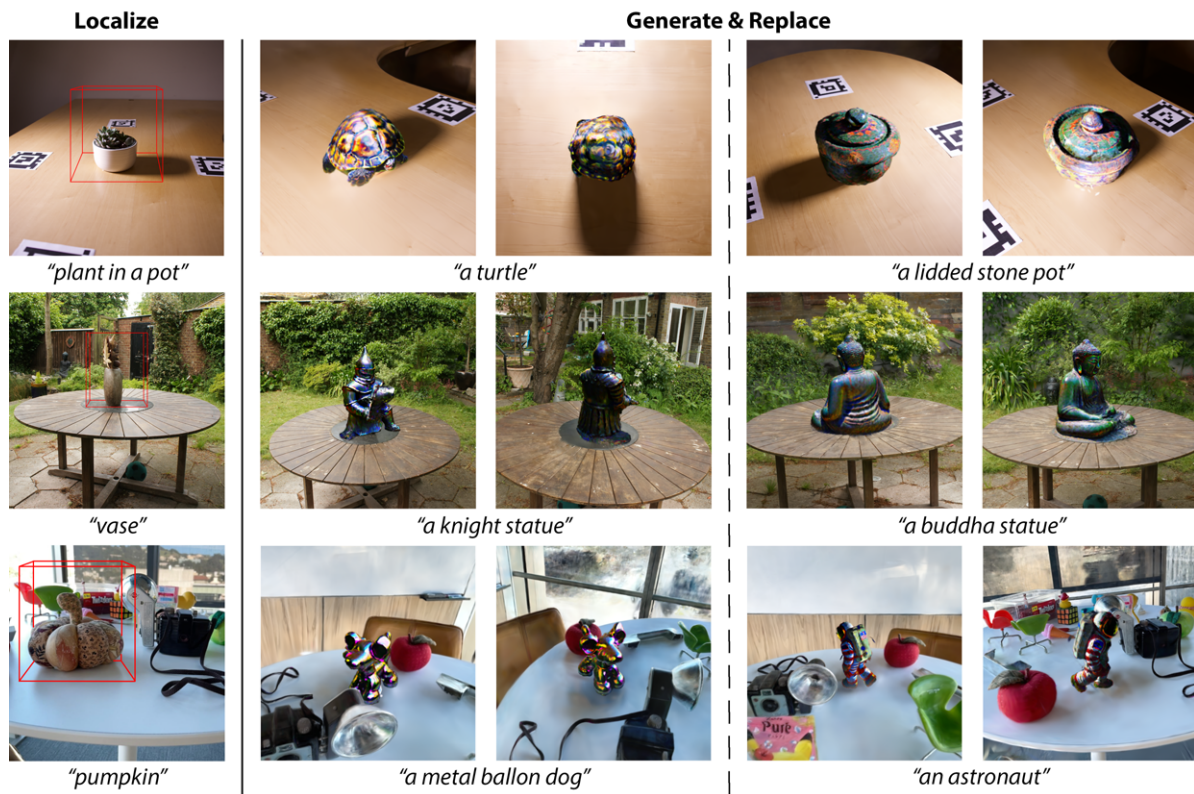 Localize
Generate & Replace
“plant in a pot”
“a turtle”
“a lidded stone pot”
“vase”
“a knight statue”
“a buddha statue”
Pure
“pumpkin”
“a metal ballon dog”
“an astronaut”